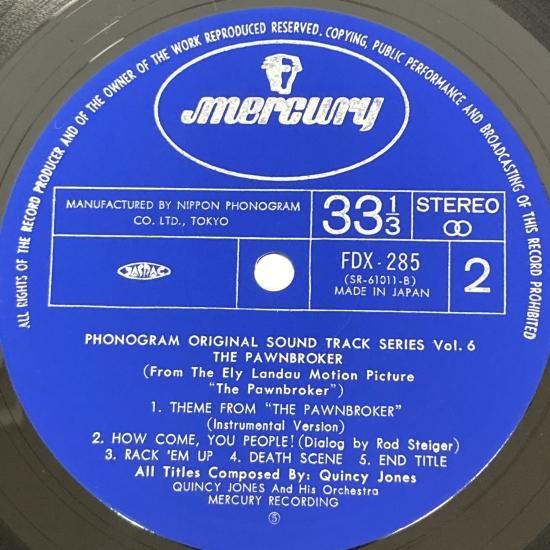 ALL RIGHTS OF THE RECORD PRODUCER AND OF THE OWNER OF THE WORK REPRODUCED RESERVED. COPYING, PUBLIC PERFORMANCE AND BROADCASTING OF THIS RECORD PROHIBITED
mercury
MANUFACTURED BY NIPPON PHONOGRAM
CO. LTD., TOKYO
33 1/3
STEREO
JASRAC
FDX-285
(SR-61011-B)
MADE IN JAPAN
2
PHONOGRAM ORIGINAL SOUND TRACK SERIES Vol. 6
THE PAWNBROKER
(From The Ely Landau Motion Picture
"The Pawnbroker")
1. THEME FROM "THE PAWNBROKER"
(Instrumental Version)
2. HOW COME, YOU PEOPLE! (Dialog by Rod Steiger)
3. RACK 'EM UP 4. DEATH SCENE 5. END TITLE
All Titles Composed By: Quincy Jones
QUINCY JONES And His Orchestra
MERCURY RECORDING
⑤